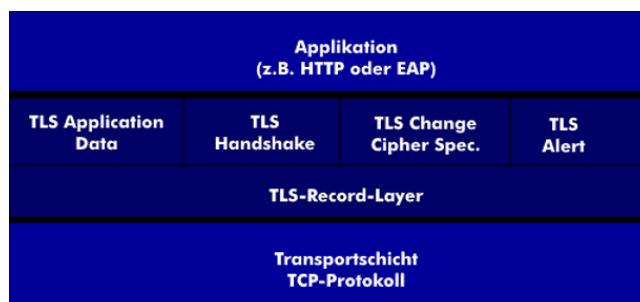 Applikation
(z.B. HTTP oder EAP)
TLS Application
Data
TLS
Handshake
TLS Change
Cipher Spec.
TLS
Alert
TLS-Record-Layer
Transportschicht
TCP-Protokoll